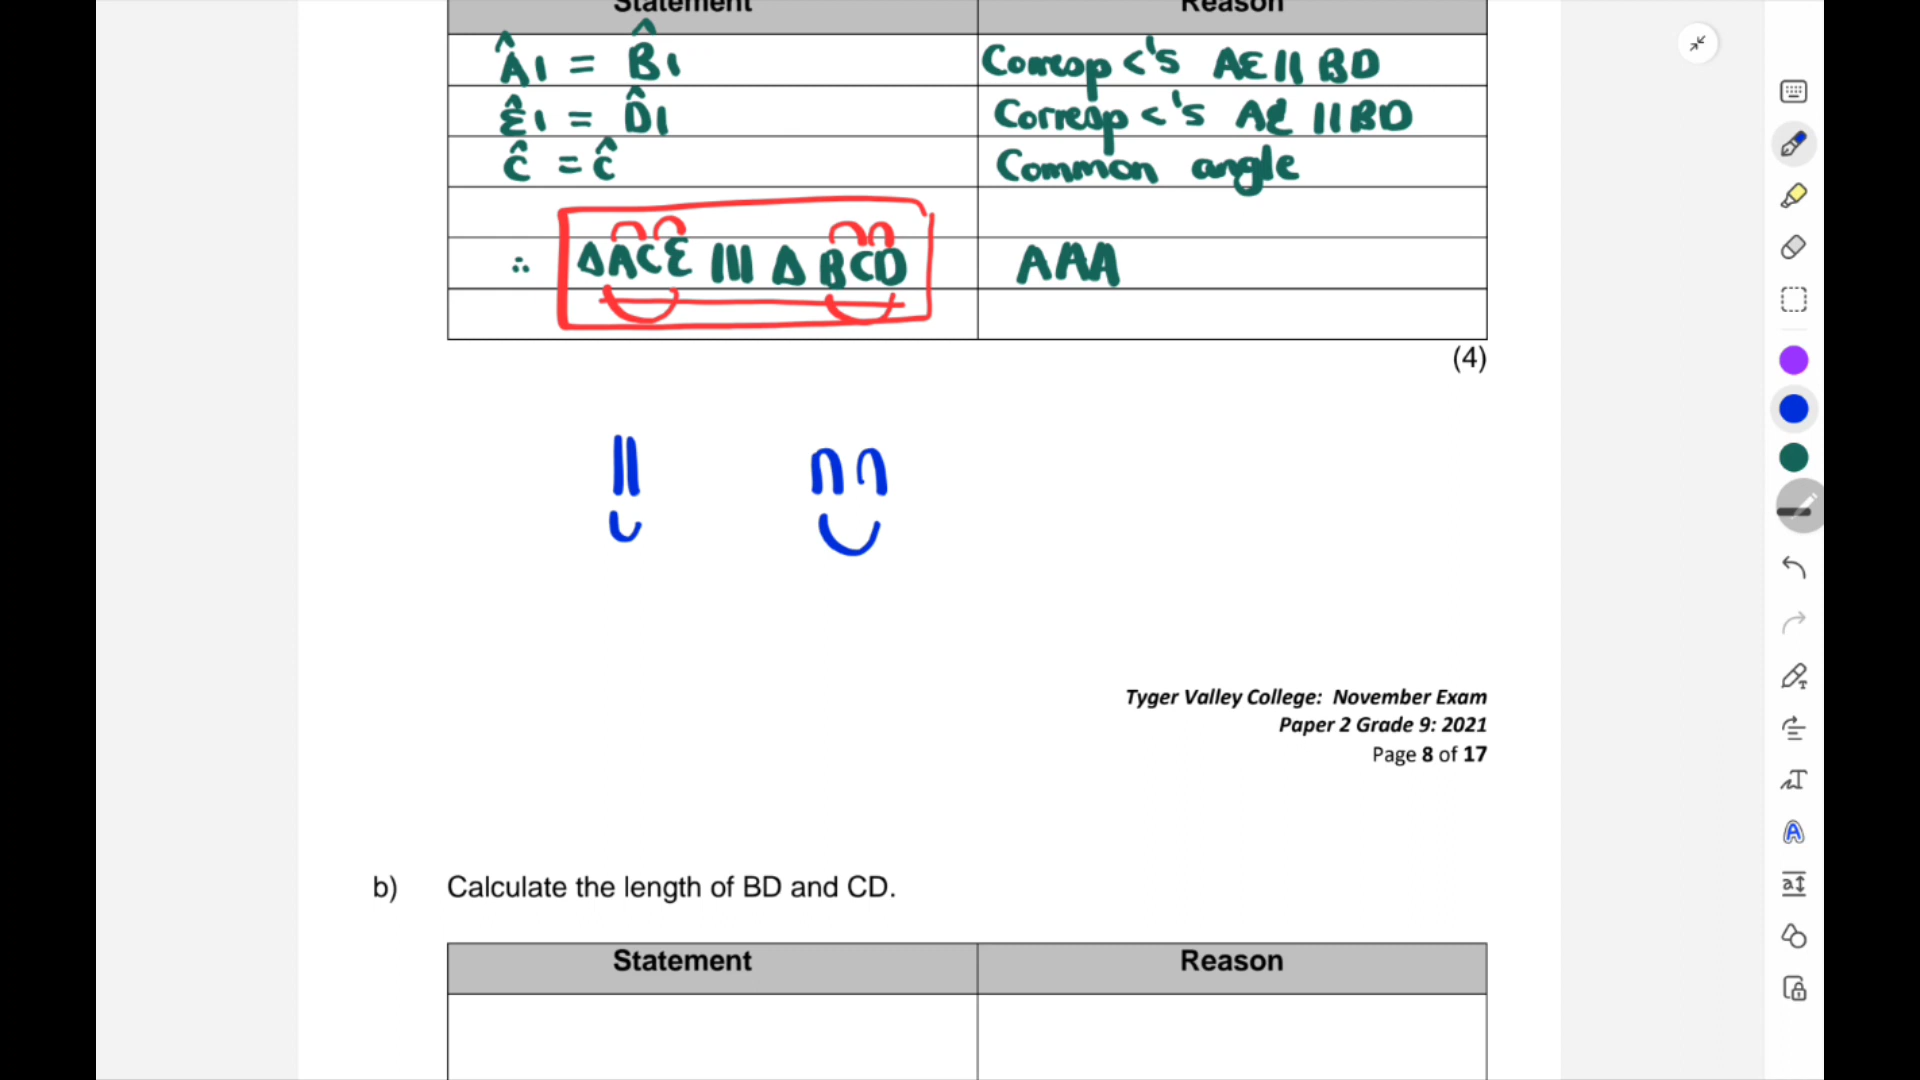 Statement Reason
Â1 = B̂1 Corresp <'s AE || BD
Ê1 = D̂1 Corresp <'s AE || BD
Ĉ = Ĉ Common angle
∴ ΔACE ||| ΔBCD AAA
(4)
Tyger Valley College: November Exam
Paper 2 Grade 9: 2021
Page 8 of 17
b) Calculate the length of BD and CD.
Statement Reason